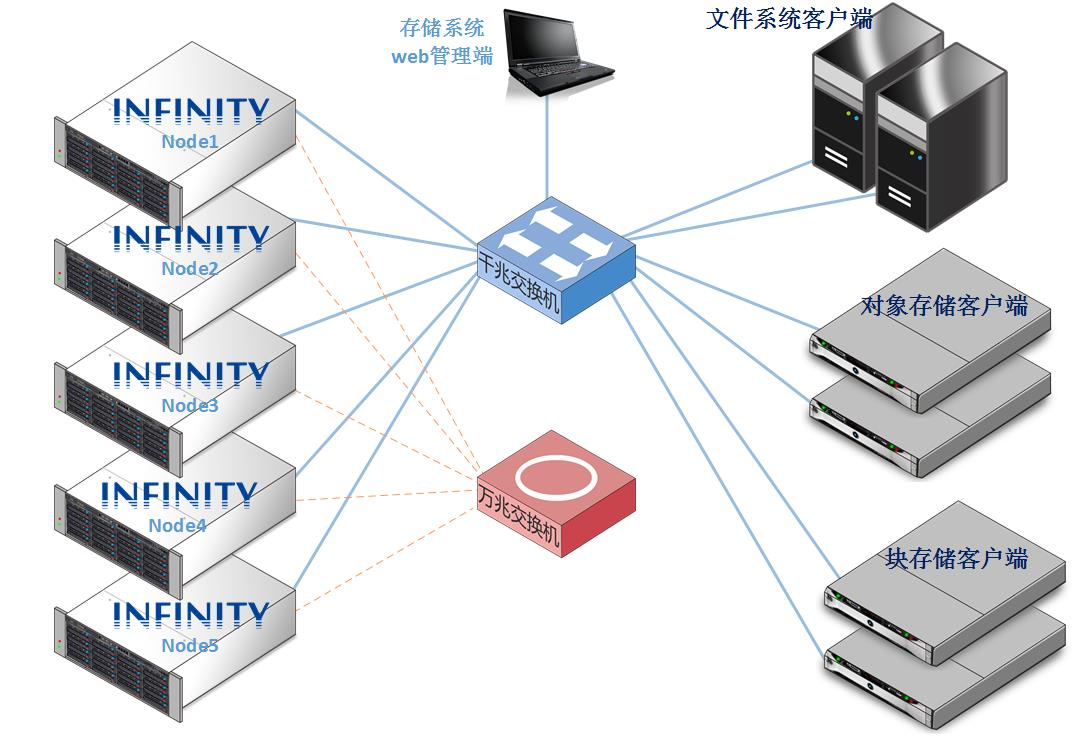 存储系统
web管理端
文件系统客户端
INFINITY
Node1
INFINITY
Node2
千兆交换机
对象存储客户端
INFINITY
Node3
INFINITY
Node4
万兆交换机
块存储客户端
INFINITY
Node5